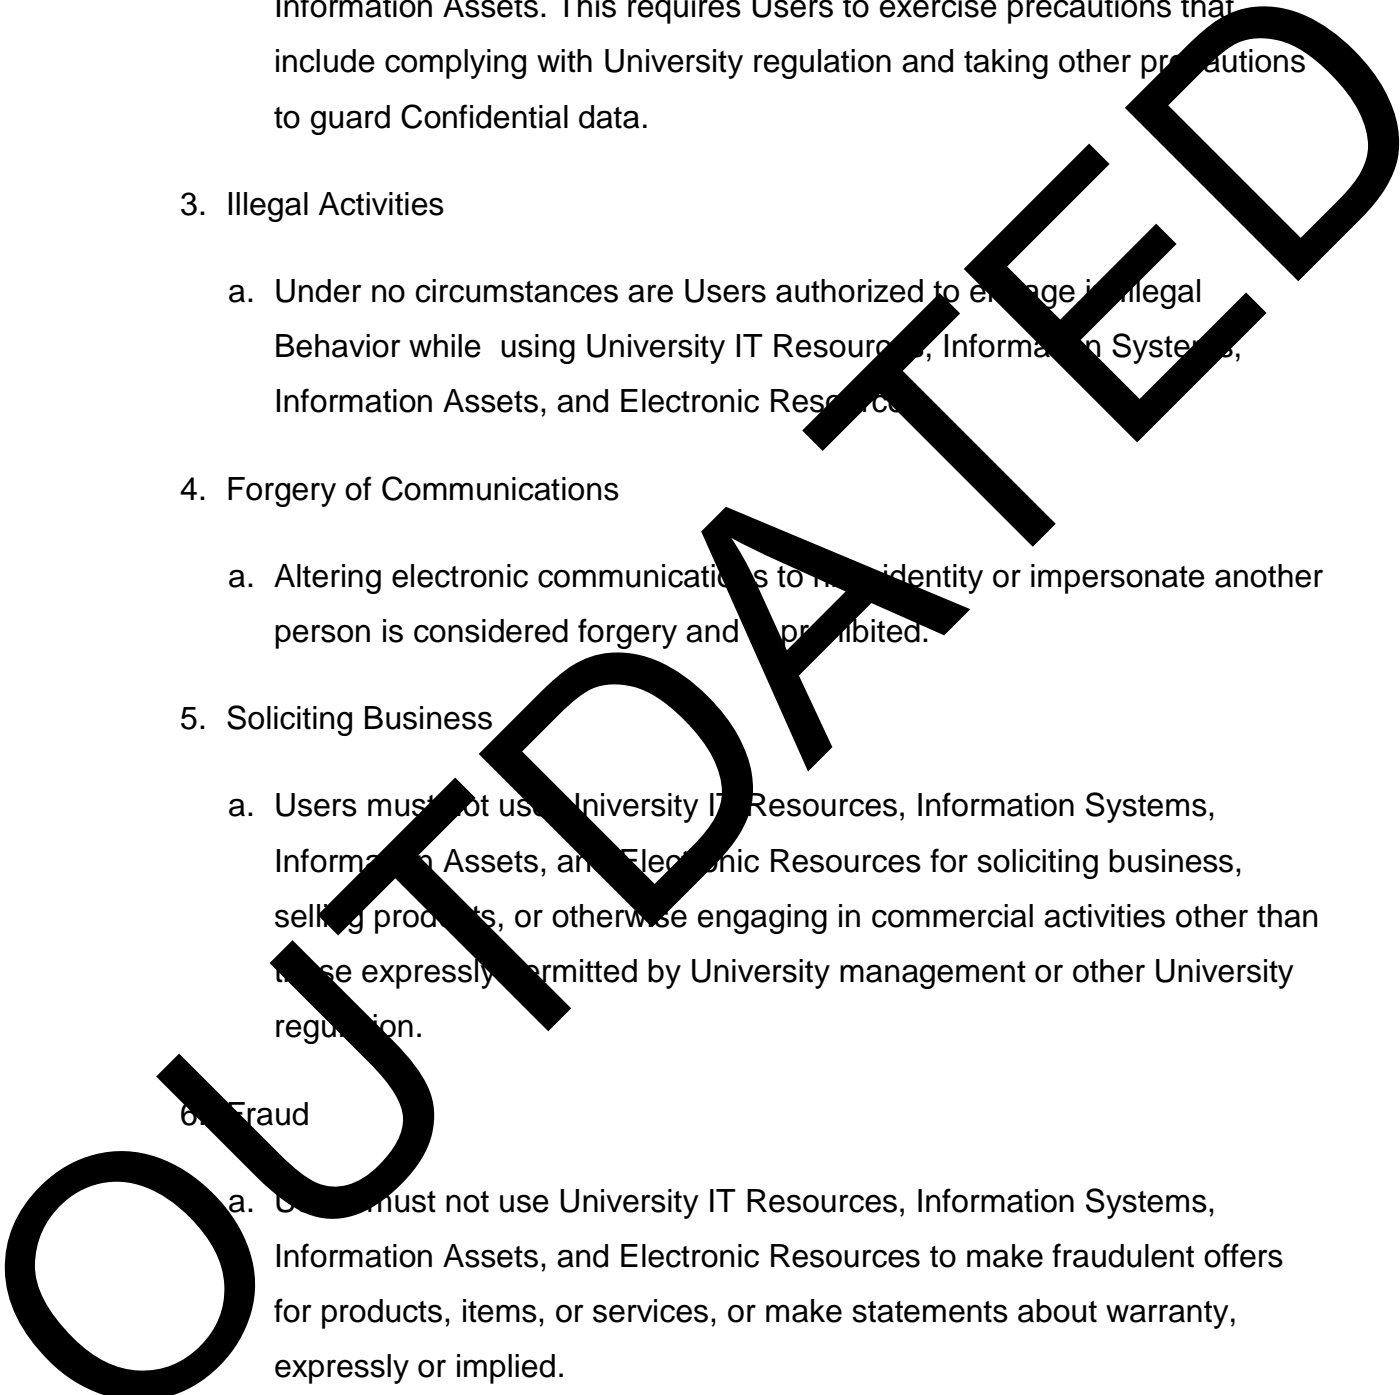 Information Assets. This requires Users to exercise precautions that
include complying with University regulation and taking other precautions
to guard Confidential data.
3. Illegal Activities
a. Under no circumstances are Users authorized to engage in illegal
Behavior while using University IT Resources, Information Systems,
Information Assets, and Electronic Resources.
4. Forgery of Communications
a. Altering electronic communications to hide identity or impersonate another
person is considered forgery and is prohibited.
5. Soliciting Business
a. Users must not use University IT Resources, Information Systems,
Information Assets, and Electronic Resources for soliciting business,
selling products, or otherwise engaging in commercial activities other than
those expressly permitted by University management or other University
regulation.
6. Fraud
a. Users must not use University IT Resources, Information Systems,
Information Assets, and Electronic Resources to make fraudulent offers
for products, items, or services, or make statements about warranty,
expressly or implied.
OUTDATED